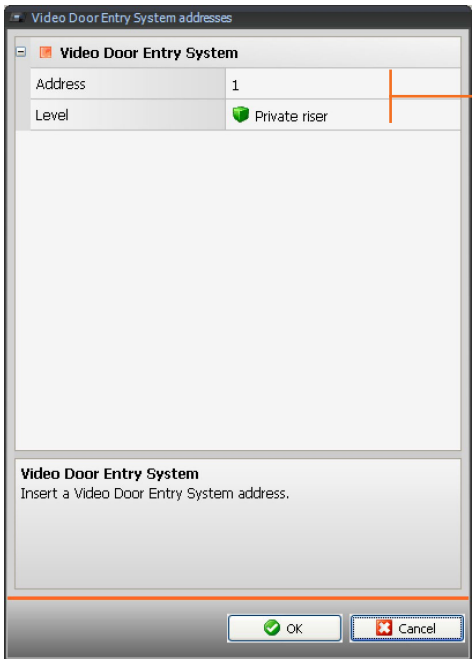 Video Door Entry System addresses
Video Door Entry System
Address 1
Level Private riser
Video Door Entry System
Insert a Video Door Entry System address.
OK Cancel